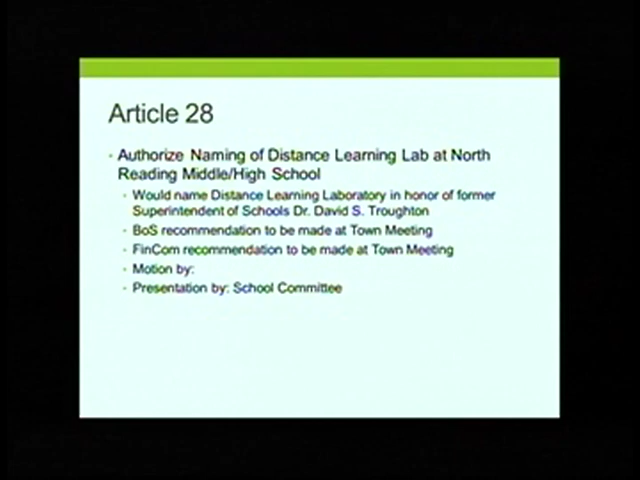 Article 28
Authorize Naming of Distance Learning Lab at North
Reading Middle/High School
Would name Distance Learning Laboratory in honor of former
Superintendent of Schools Dr. David S. Troughton
BoS recommendation to be made at Town Meeting
FinCom recommendation to be made at Town Meeting
Motion by:
Presentation by: School Committee